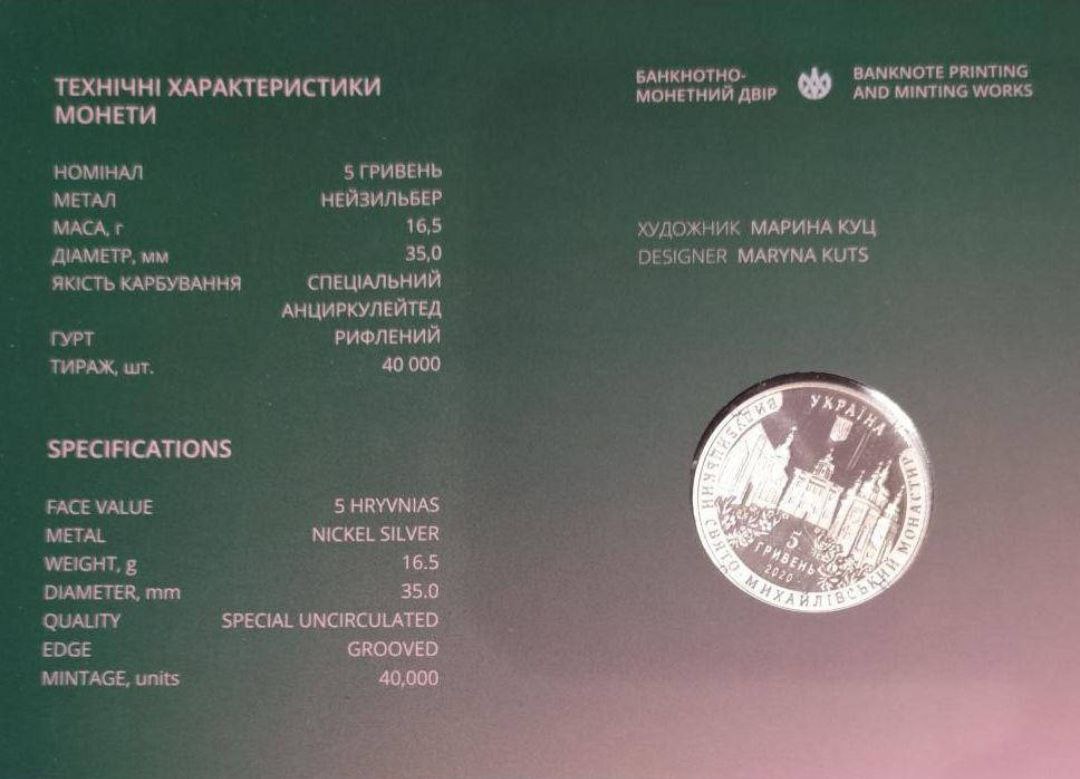 ТЕХНІЧНІ ХАРАКТЕРИСТИКИ
МОНЕТИ
НОМІНАЛ 5 ГРИВЕНЬ
МЕТАЛ НЕЙЗИЛЬБЕР
МАСА, г 16,5
ДІАМЕТР, мм 35,0
ЯКІСТЬ КАРБУВАННЯ СПЕЦІАЛЬНИЙ
АНЦИРКУЛЕЙТЕД
ГУРТ РИФЛЕНИЙ
ТИРАЖ, шт. 40 000
SPECIFICATIONS
FACE VALUE 5 HRYVNIAS
METAL NICKEL SILVER
WEIGHT, g 16.5
DIAMETER, mm 35.0
QUALITY SPECIAL UNCIRCULATED
EDGE GROOVED
MINTAGE, units 40,000
БАНКНОТНО-
МОНЕТНИЙ ДВІР
BANKNOTE PRINTING
AND MINTING WORKS
ХУДОЖНИК МАРИНА КУЦ
DESIGNER MARYNA KUTS
УКРАЇНА
ВИДУБИЦЬКИЙ СВЯТО-МИХАЙЛІВСЬКИЙ МОНАСТИР
5
ГРИВЕНЬ
2020